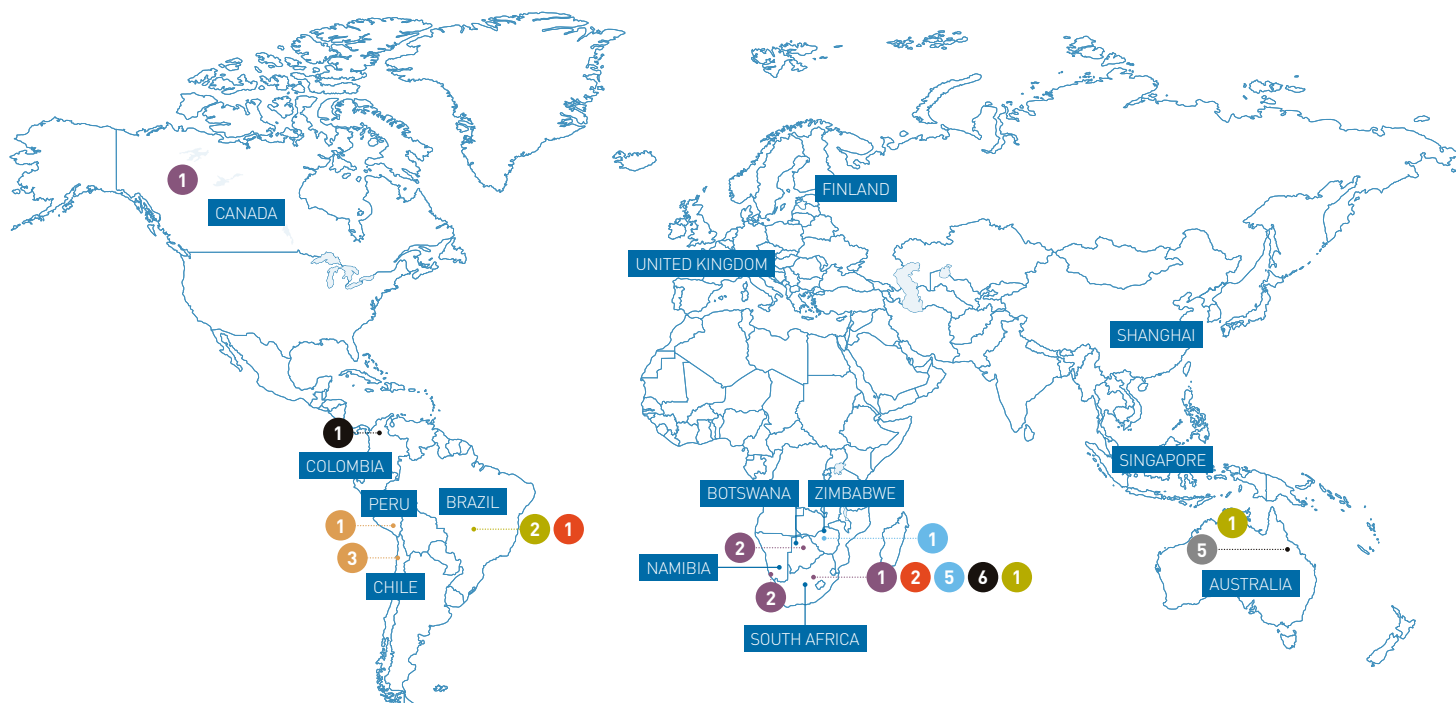 1
CANADA
FINLAND
UNITED KINGDOM
SHANGHAI
1
COLOMBIA
SINGAPORE
PERU
BRAZIL
BOTSWANA
ZIMBABWE
1
2
1
1
5
3
2
1
NAMIBIA
CHILE
2
1
2
5
6
1
AUSTRALIA
SOUTH AFRICA